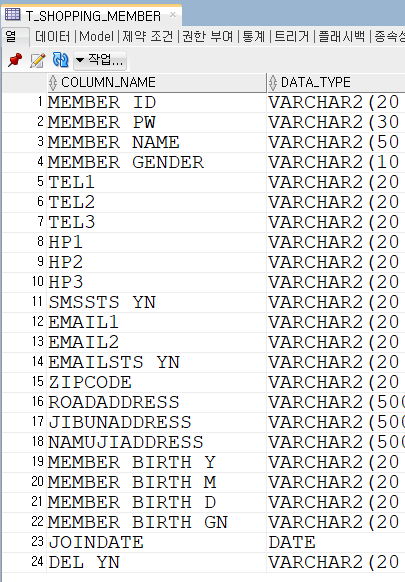 T_SHOPPING_MEMBER
열 데이터 Model 제약 조건 권한 부여 통계 트리거 플래시백 종속성
작업...
COLUMN_NAME DATA_TYPE
1 MEMBER ID VARCHAR2(20
2 MEMBER PW VARCHAR2(30
3 MEMBER NAME VARCHAR2(50
4 MEMBER GENDER VARCHAR2(10
5 TEL1 VARCHAR2(20
6 TEL2 VARCHAR2(20
7 TEL3 VARCHAR2(20
8 HP1 VARCHAR2(20
9 HP2 VARCHAR2(20
10 HP3 VARCHAR2(20
11 SMSSTS YN VARCHAR2(20
12 EMAIL1 VARCHAR2(20
13 EMAIL2 VARCHAR2(20
14 EMAILSTS YN VARCHAR2(20
15 ZIPCODE VARCHAR2(20
16 ROADADDRESS VARCHAR2(500
17 JIBUNADDRESS VARCHAR2(500
18 NAMUJIADDRESS VARCHAR2(500
19 MEMBER BIRTH Y VARCHAR2(20
20 MEMBER BIRTH M VARCHAR2(20
21 MEMBER BIRTH D VARCHAR2(20
22 MEMBER BIRTH GN VARCHAR2(20
23 JOINDATE DATE
24 DEL YN VARCHAR2(20